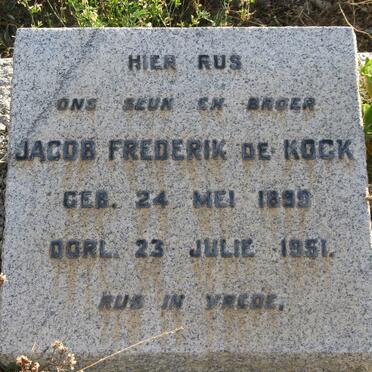 HIER RUS
ONS SEUN EN BROER
JACOB FREDERIK DE KOCK
GEB. 24 MEI 1899
OORL. 23 JULIE 1951.
RUS IN VREDE.